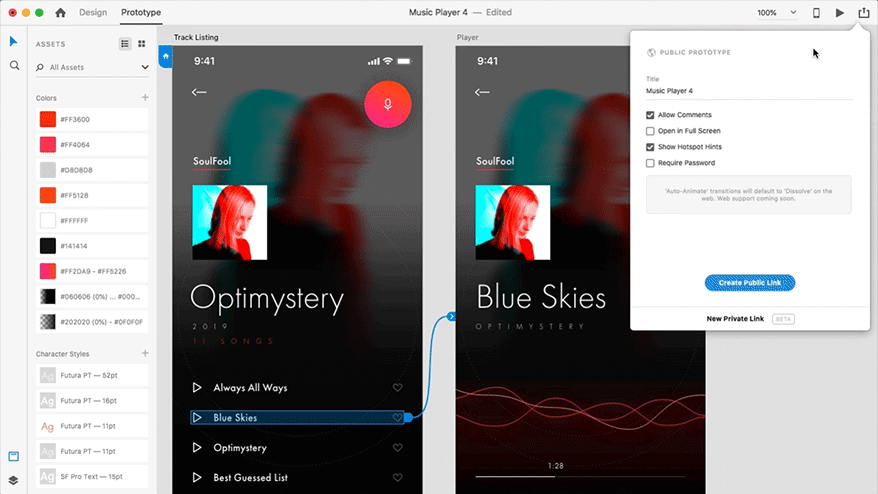 Design
Prototype
Music Player 4 — Edited
100%
ASSETS
All Assets
Colors
#FF3600
#FF4064
#D8D8D8
#FF5128
#FFFFFF
#141414
#FF2DA9 - #FF5226
#060606 (0%) ... #000...
#202020 (0%) - #0F0F0F
Character Styles
Ag Futura PT — 52pt
Ag Futura PT — 16pt
Ag Futura PT — 11pt
Ag Futura PT — 11pt
Ag SF Pro Text — 15pt
Track Listing
9:41
SoulFool
Optimystery
2019
11 SONGS
Always All Ways
Blue Skies
Optimystery
Best Guessed List
Player
9:41
SoulFool
Blue Skies
OPTIMYSTERY
1:28
PUBLIC PROTOTYPE
Title
Music Player 4
Allow Comments
Open in Full Screen
Show Hotspot Hints
Require Password
'Auto-Animate' transitions will default to 'Dissolve' on the
web. Web support coming soon.
Create Public Link
New Private Link BETA